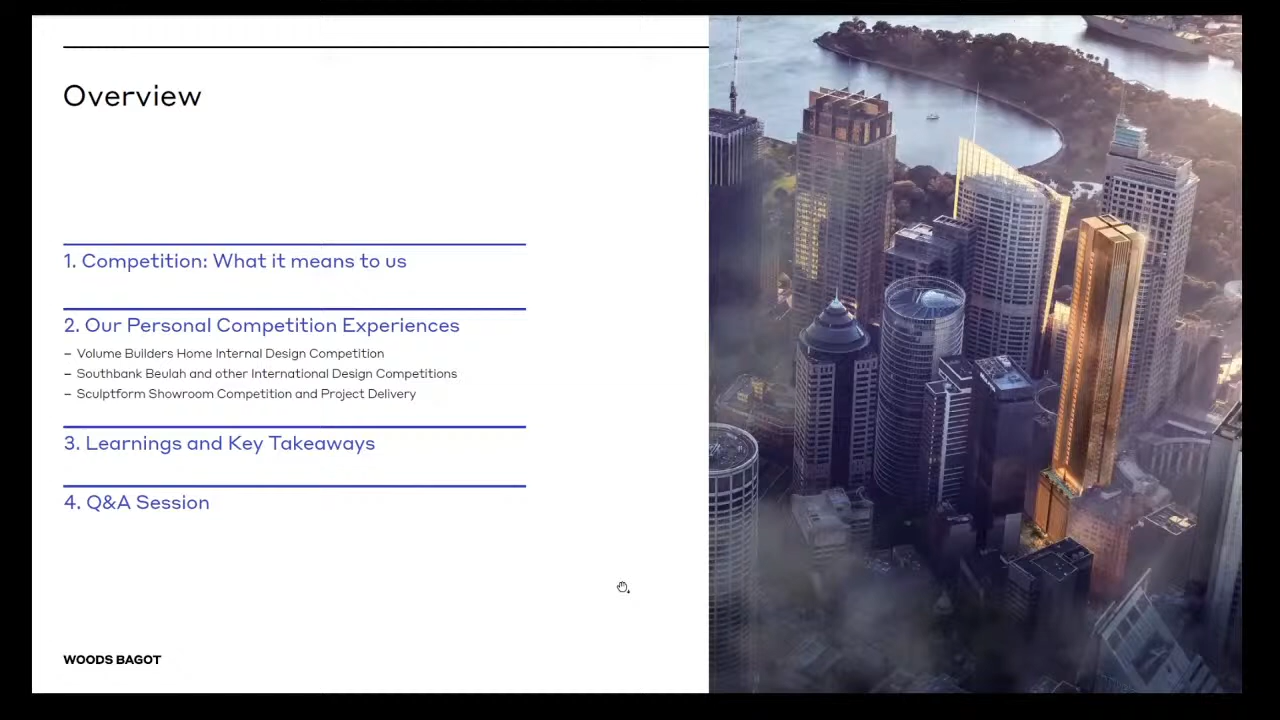 Overview
1. Competition: What it means to us
2. Our Personal Competition Experiences
– Volume Builders Home Internal Design Competition
– Southbank Beulah and other International Design Competitions
– Sculptform Showroom Competition and Project Delivery
3. Learnings and Key Takeaways
4. Q&A Session
WOODS BAGOT